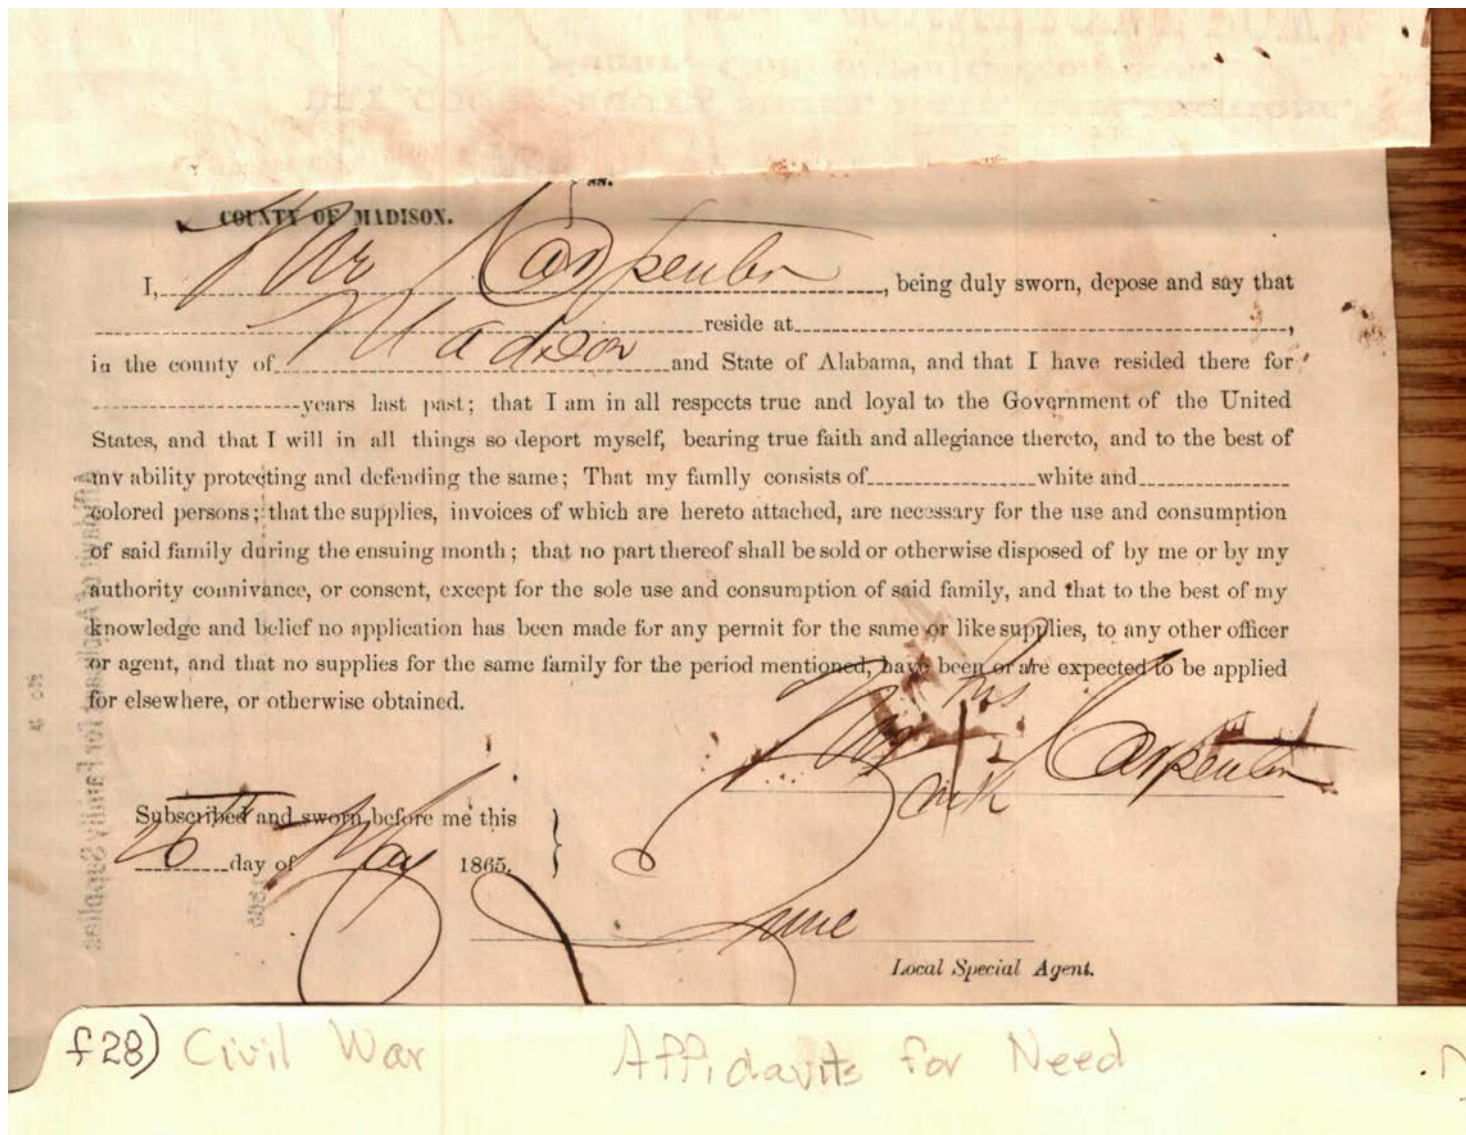 ss.
COUNTY OF MADISON.
I, Mr Carpenter, being duly sworn, depose and say that
reside at,
in the county of Madison and State of Alabama, and that I have resided there for
years last past; that I am in all respects true and loyal to the Government of the United
States, and that I will in all things so deport myself, bearing true faith and allegiance thereto, and to the best of
my ability protecting and defending the same; That my family consists of white and
colored persons; that the supplies, invoices of which are hereto attached, are necessary for the use and consumption
of said family during the ensuing month; that no part thereof shall be sold or otherwise disposed of by me or by my
authority connivance, or consent, except for the sole use and consumption of said family, and that to the best of my
knowledge and belief no application has been made for any permit for the same or like supplies, to any other officer
or agent, and that no supplies for the same family for the period mentioned, have been or are expected to be applied
for elsewhere, or otherwise obtained.
his
Mr X Carpenter
mark
Subscribed and sworn before me this
26th day of May 1865.
June
Local Special Agent.
f28) Civil War Affidavits for Need